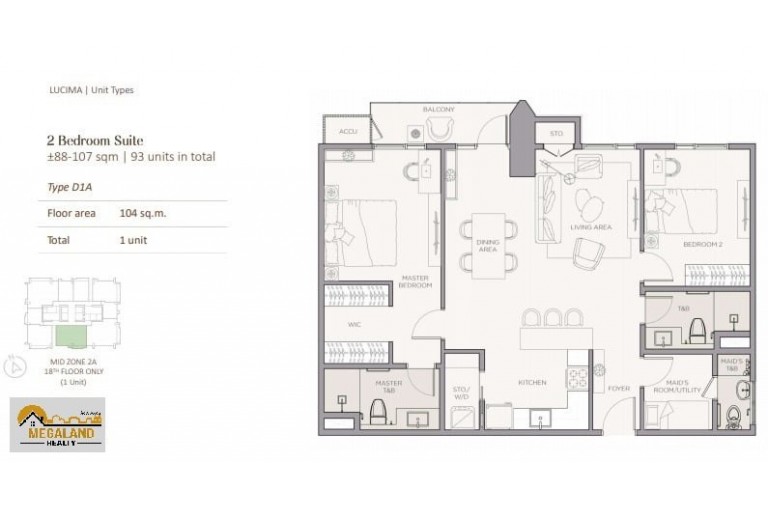 LUCIMA | Unit Types
2 Bedroom Suite
±88-107 sqm | 93 units in total
Type D1A
Floor area 104 sq.m.
Total 1 unit
MID ZONE 2A
18TH FLOOR ONLY
(1 Unit)
MEGALAND
REALTY
BALCONY
ACCU
STO.
LIVING AREA
DINING
AREA
BEDROOM 2
MASTER
BEDROOM
WIC
T&B
MASTER
T&B
STO./
W/D
KITCHEN
FOYER
MAID'S
ROOM/UTILITY
MAID'S
T&B